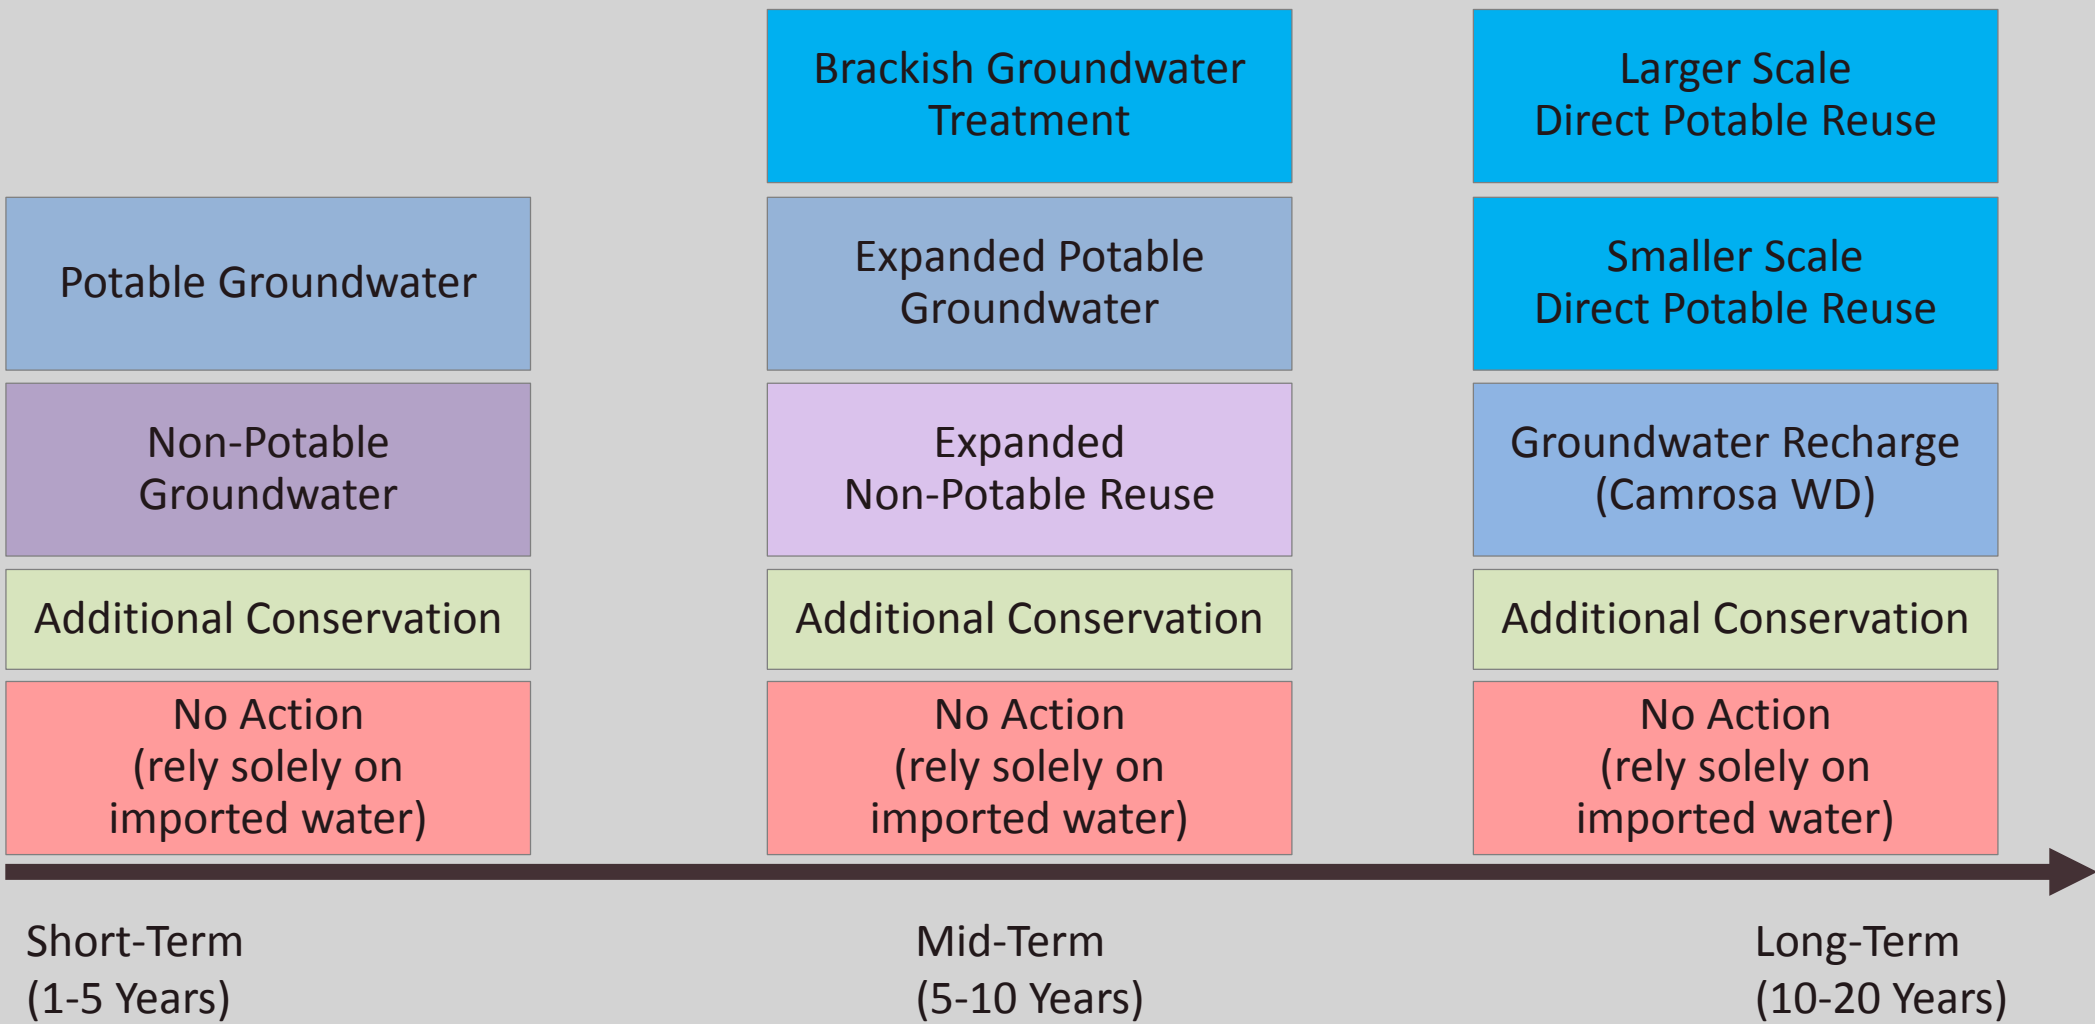 Potable Groundwater
Non-Potable
Groundwater
Additional Conservation
No Action
(rely solely on
imported water)
Short-Term
(1-5 Years)
Brackish Groundwater
Treatment
Expanded Potable
Groundwater
Expanded
Non-Potable Reuse
Additional Conservation
No Action
(rely solely on
imported water)
Mid-Term
(5-10 Years)
Larger Scale
Direct Potable Reuse
Smaller Scale
Direct Potable Reuse
Groundwater Recharge
(Camrosa WD)
Additional Conservation
No Action
(rely solely on
imported water)
Long-Term
(10-20 Years)